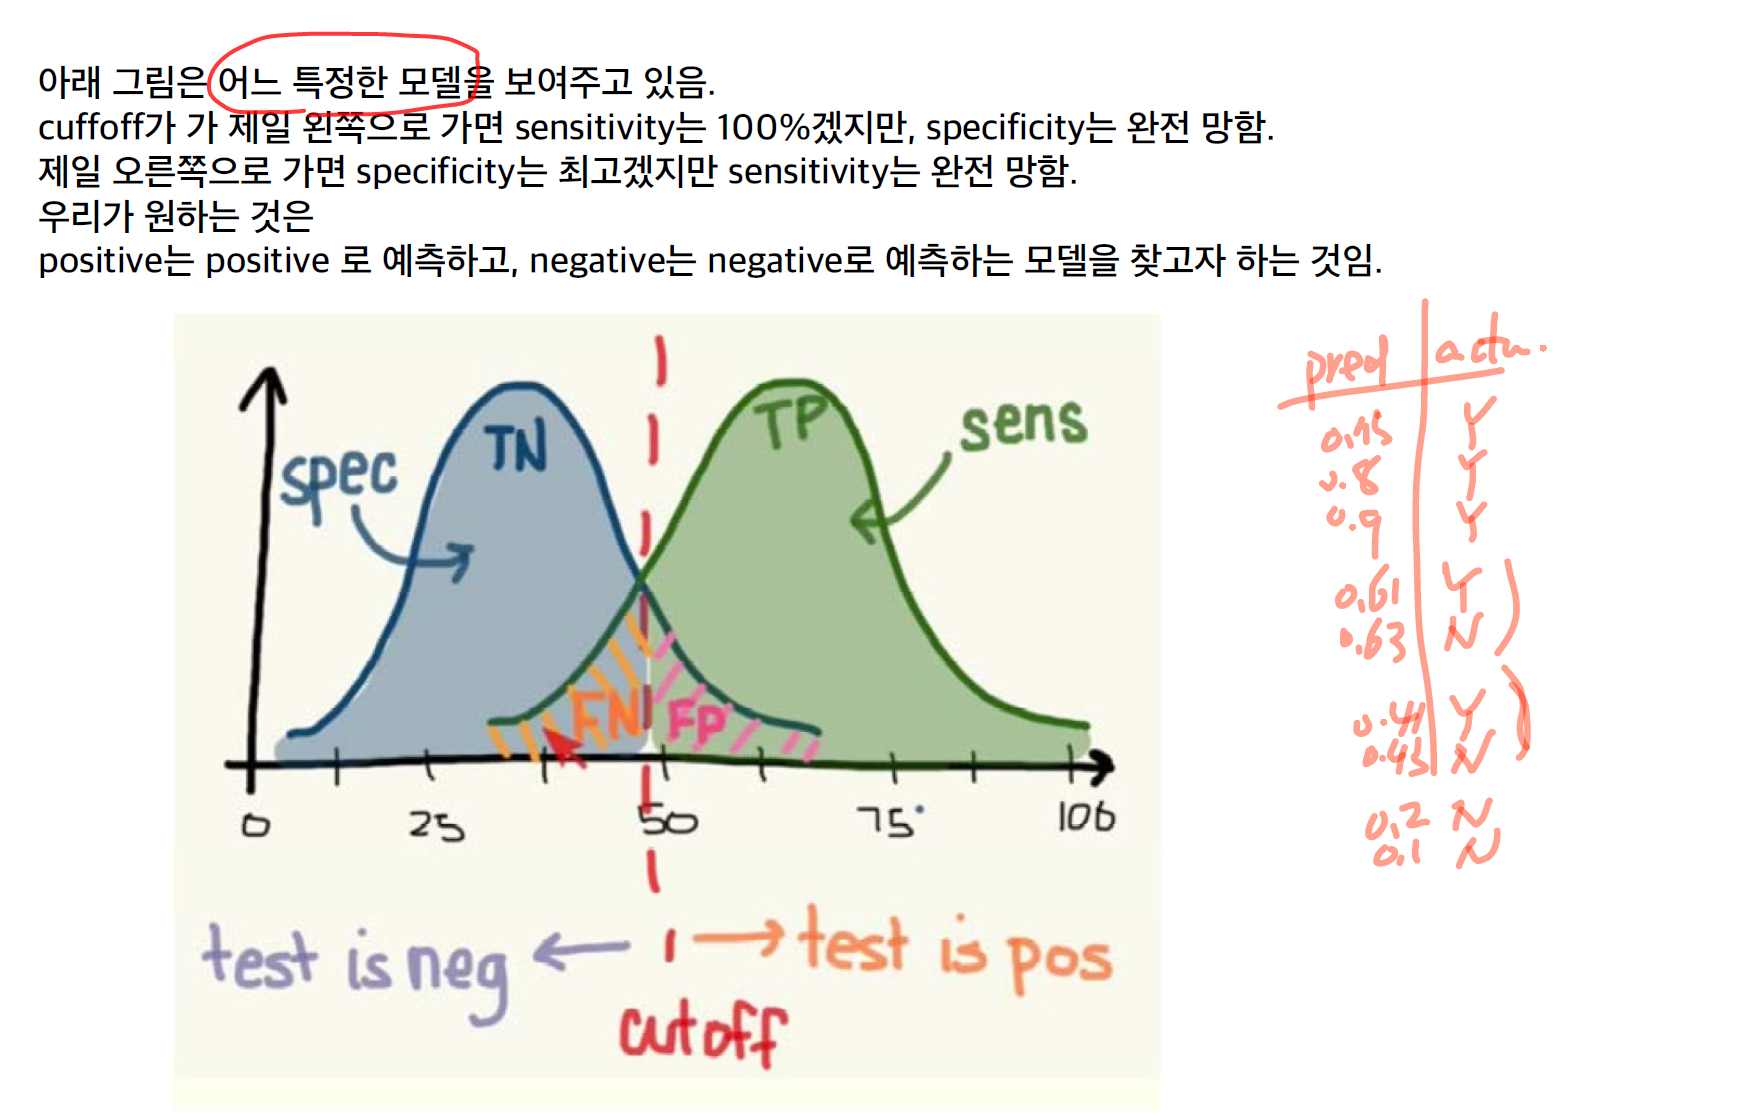 아래 그림은 어느 특정한 모델을 보여주고 있음.
cuffoff가 가 제일 왼쪽으로 가면 sensitivity는 100%겠지만, specificity는 완전 망함.
제일 오른쪽으로 가면 specificity는 최고겠지만 sensitivity는 완전 망함.
우리가 원하는 것은
positive는 positive 로 예측하고, negative는 negative로 예측하는 모델을 찾고자 하는 것임.
TN
TP
sens
spec
FN
FP
0 25 50 75 100
test is neg ← → test is pos
cutoff
pred actu.
Y
0.8 Y
0.9 Y
0.61 Y
0.63 N
0.41 Y
0.45 N
0.2 N
0.1 N